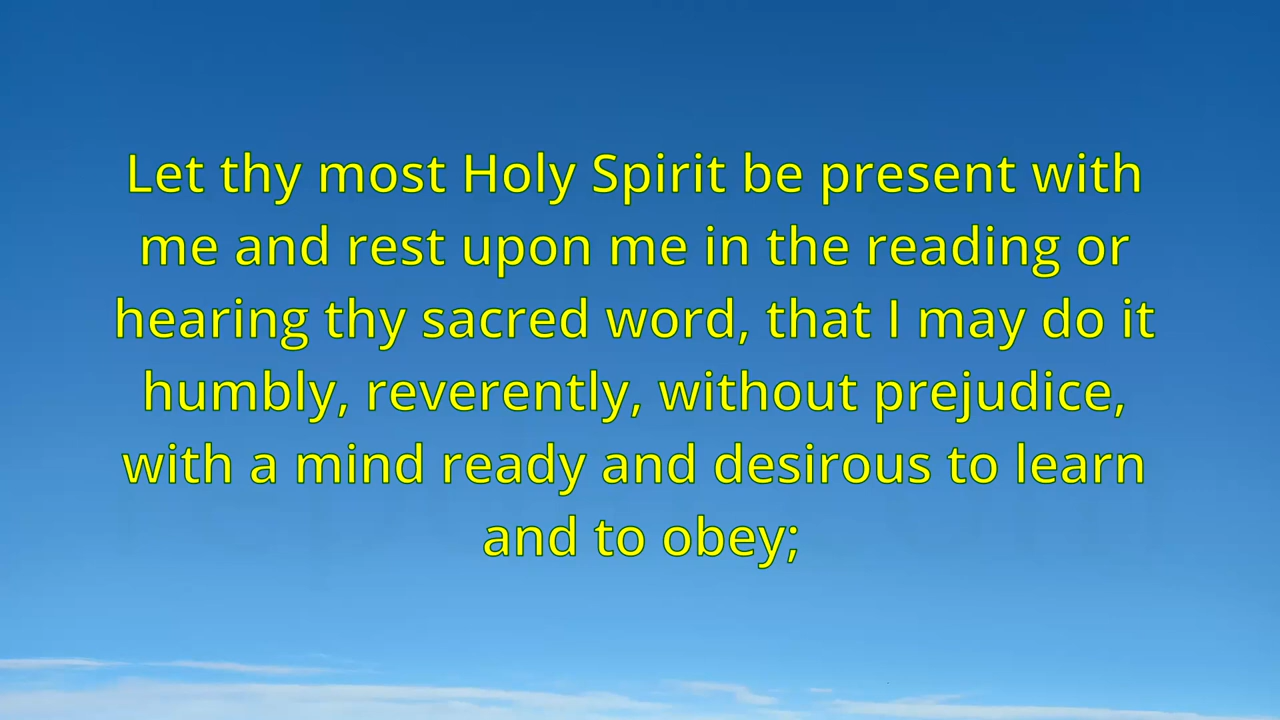 Let thy most Holy Spirit be present with
me and rest upon me in the reading or
hearing thy sacred word, that I may do it
humbly, reverently, without prejudice,
with a mind ready and desirous to learn
and to obey;